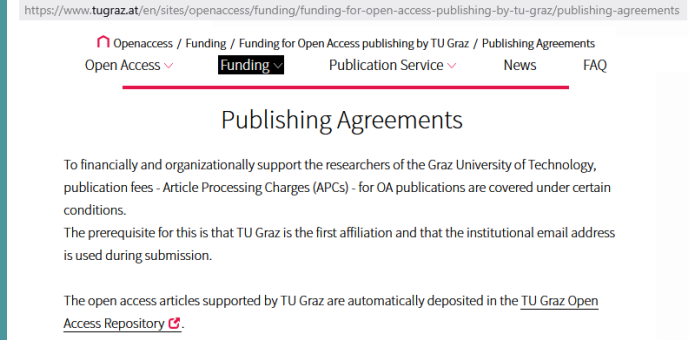 https://www.tugraz.at/en/sites/openaccess/funding/funding-for-open-access-publishing-by-tu-graz/publishing-agreements
Openaccess / Funding / Funding for Open Access publishing by TU Graz / Publishing Agreements
Open Access Funding Publication Service News FAQ
Publishing Agreements
To financially and organizationally support the researchers of the Graz University of Technology,
publication fees - Article Processing Charges (APCs) - for OA publications are covered under certain
conditions.
The prerequisite for this is that TU Graz is the first affiliation and that the institutional email address
is used during submission.
The open access articles supported by TU Graz are automatically deposited in the TU Graz Open
Access Repository.